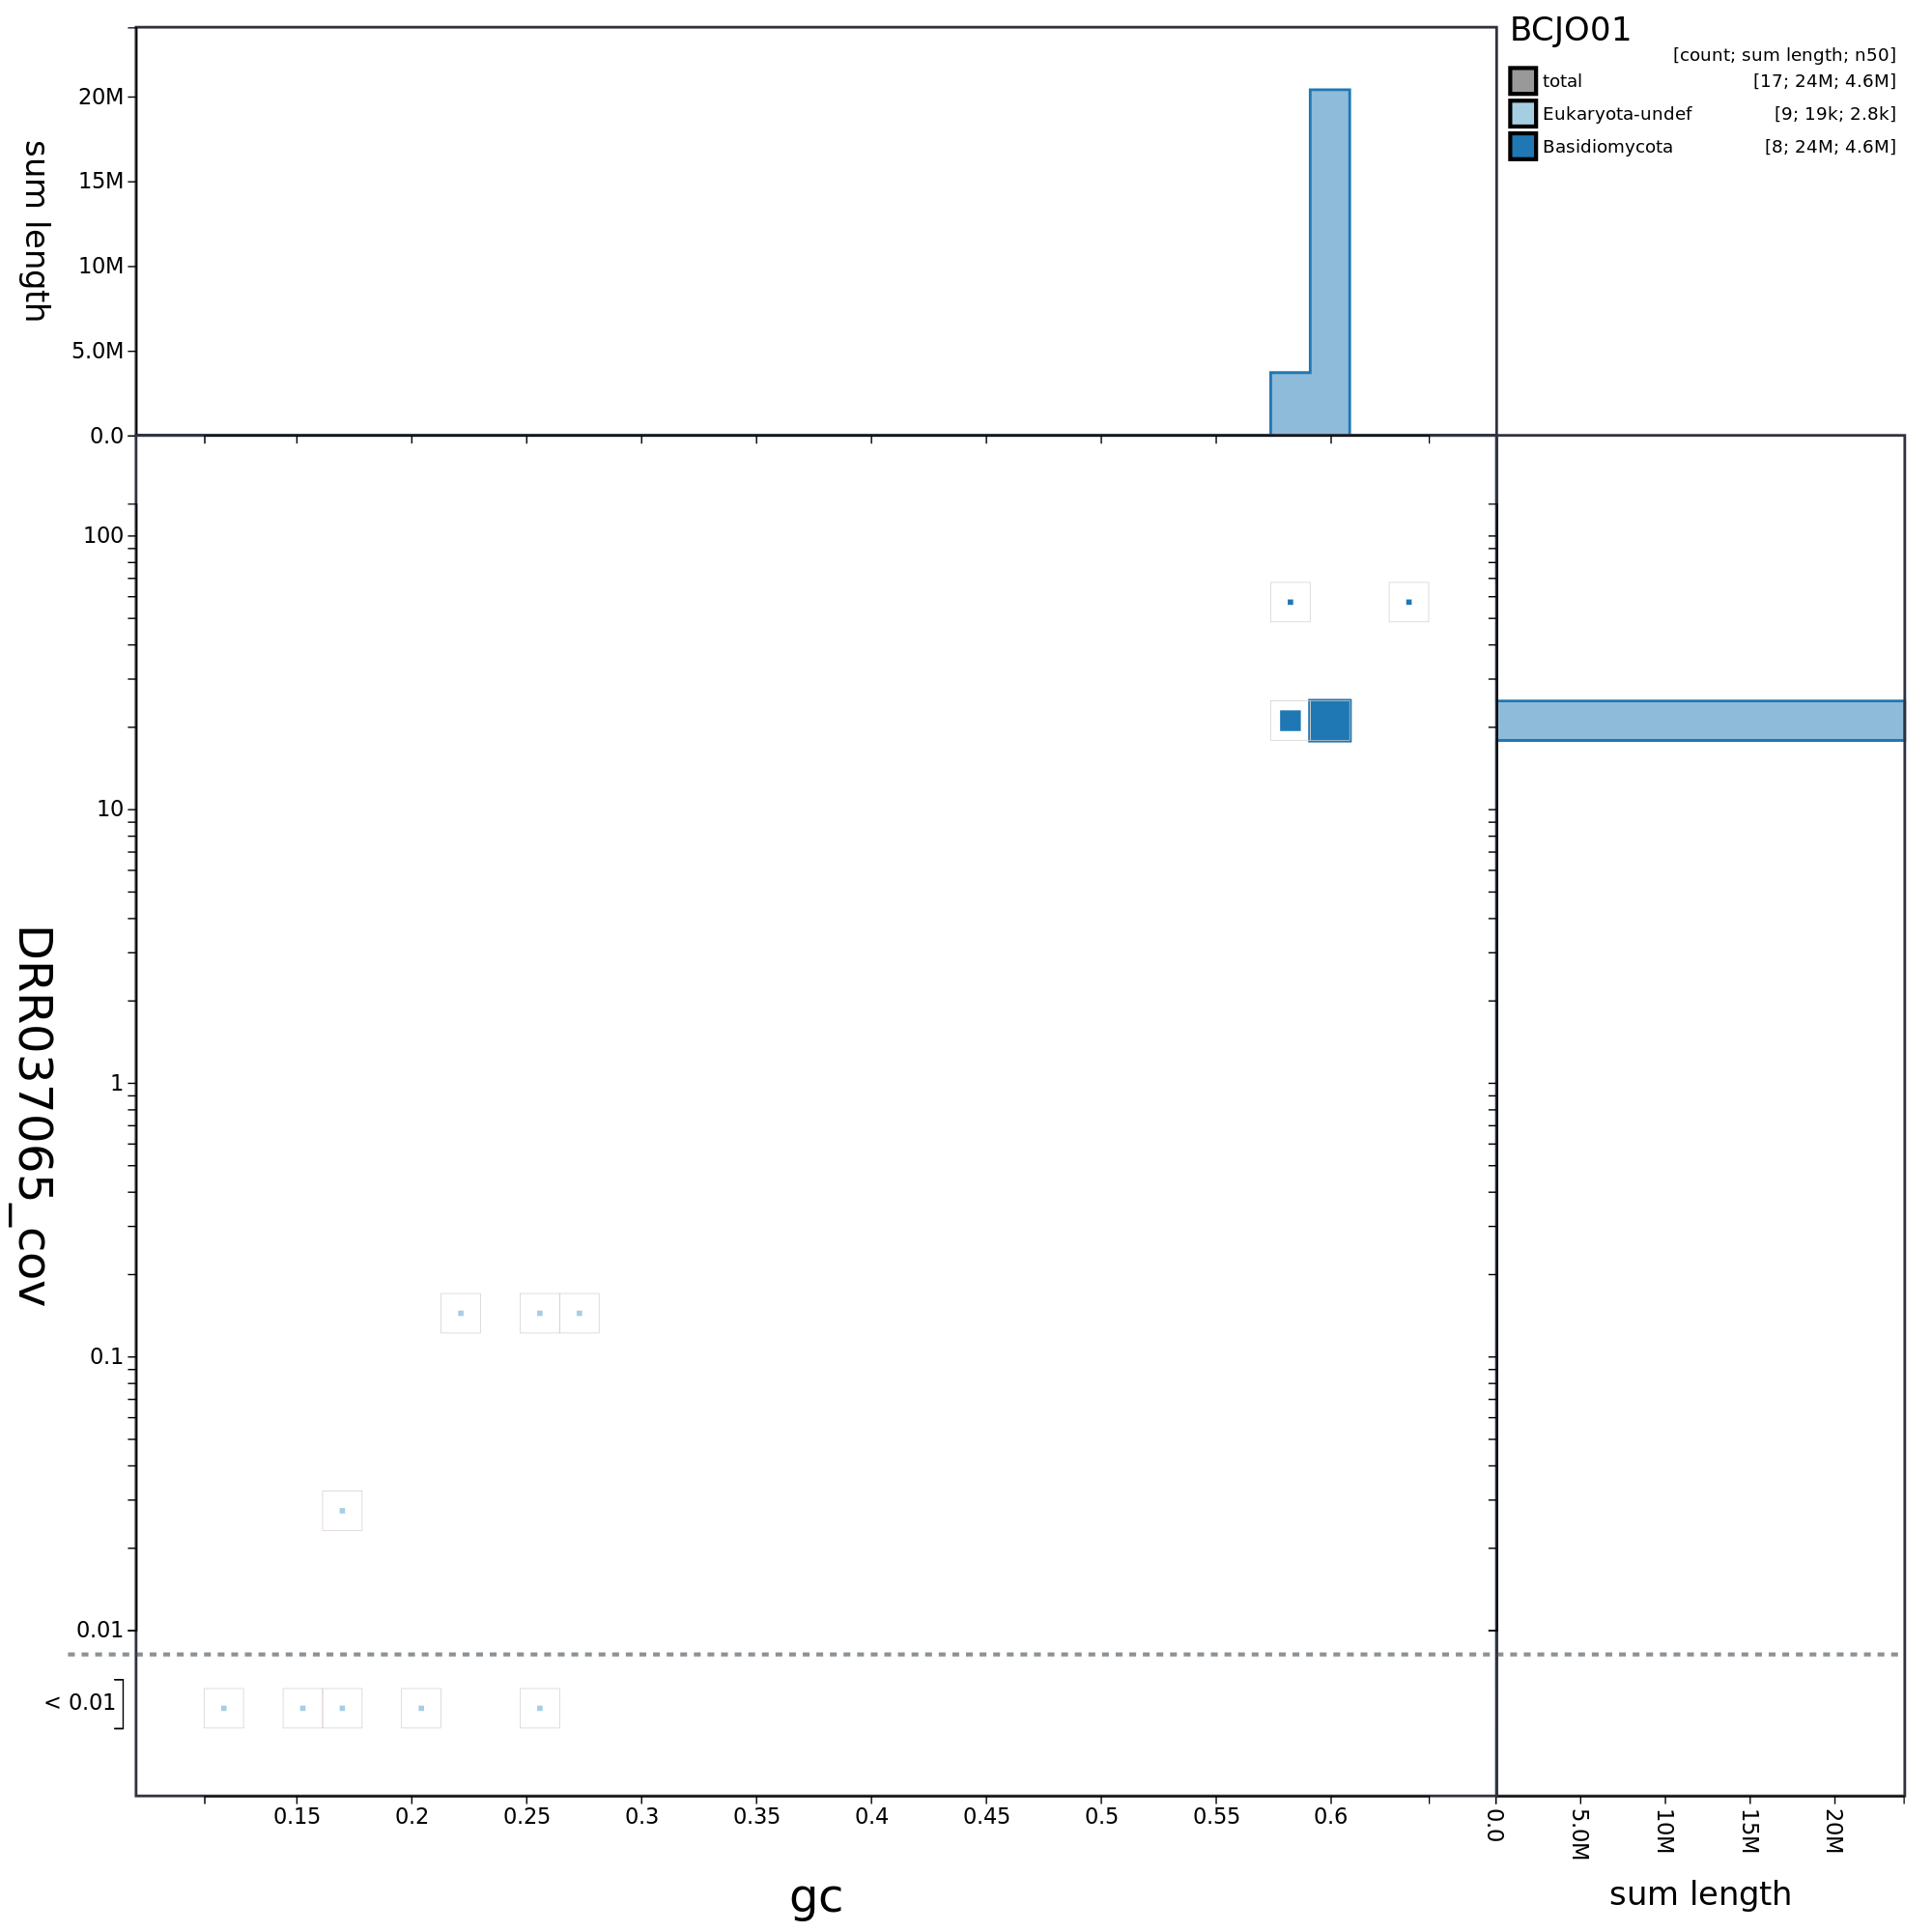 BCJO01
[count; sum length; n50]
total [17; 24M; 4.6M]
Eukaryota-undef [9; 19k; 2.8k]
Basidiomycota [8; 24M; 4.6M]
sum length
20M
15M
10M
5.0M
0.0
DRR037065_cov
100
10
1
0.1
0.01
< 0.01
0.15 0.2 0.25 0.3 0.35 0.4 0.45 0.5 0.55 0.6
gc
0.0 5.0M 10M 15M 20M
sum length